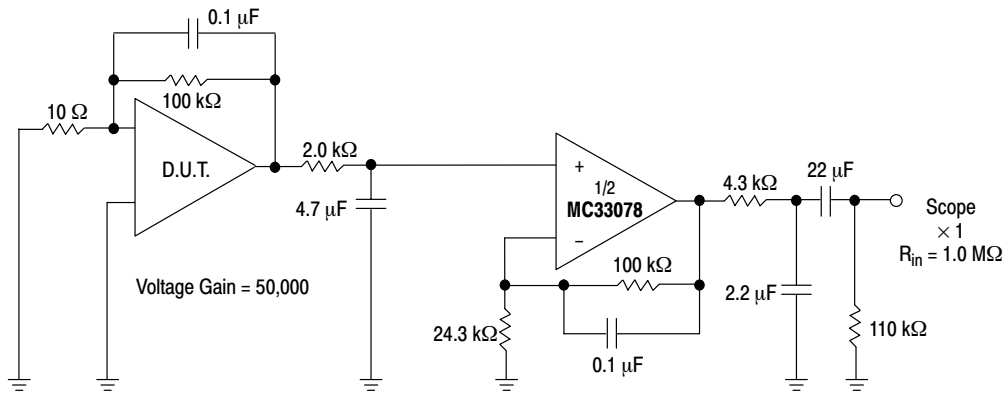 0.1 μF
10 Ω
100 kΩ
D.U.T.
2.0 kΩ
4.7 μF
Voltage Gain = 50,000
+
1/2
MC33078
−
100 kΩ
24.3 kΩ
0.1 μF
4.3 kΩ
22 μF
2.2 μF
110 kΩ
Scope
× 1
Rin = 1.0 MΩ